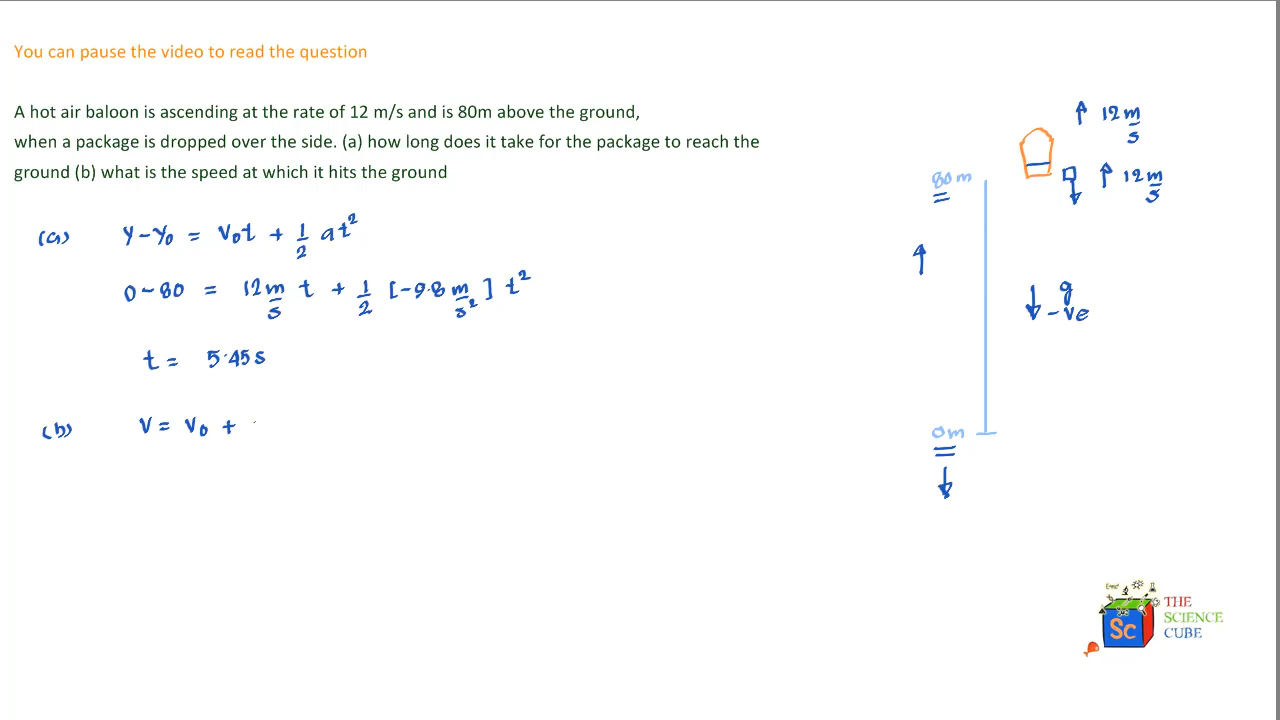 You can pause the video to read the question
A hot air baloon is ascending at the rate of 12 m/s and is 80m above the ground,
when a package is dropped over the side. (a) how long does it take for the package to reach the
ground (b) what is the speed at which it hits the ground
(a) Y-Y₀ = V₀t + 1/2 at²
0-80 = 12 m/s t + 1/2 [-9.8 m/s²] t²
t = 5.45s
(b) V = V₀ +
↑ 12 m/s
80m
↑ 12 m/s
↑
↓ g
-ve
0m
↓
THE
SCIENCE
CUBE
Sc